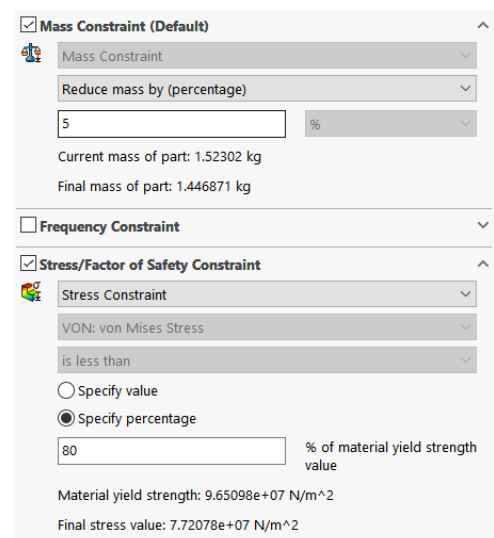 Mass Constraint (Default)
Mass Constraint
Reduce mass by (percentage)
5 %
Current mass of part: 1.52302 kg
Final mass of part: 1.446871 kg
Frequency Constraint
Stress/Factor of Safety Constraint
Stress Constraint
VON: von Mises Stress
is less than
Specify value
Specify percentage
80 % of material yield strength
value
Material yield strength: 9.65098e+07 N/m^2
Final stress value: 7.72078e+07 N/m^2